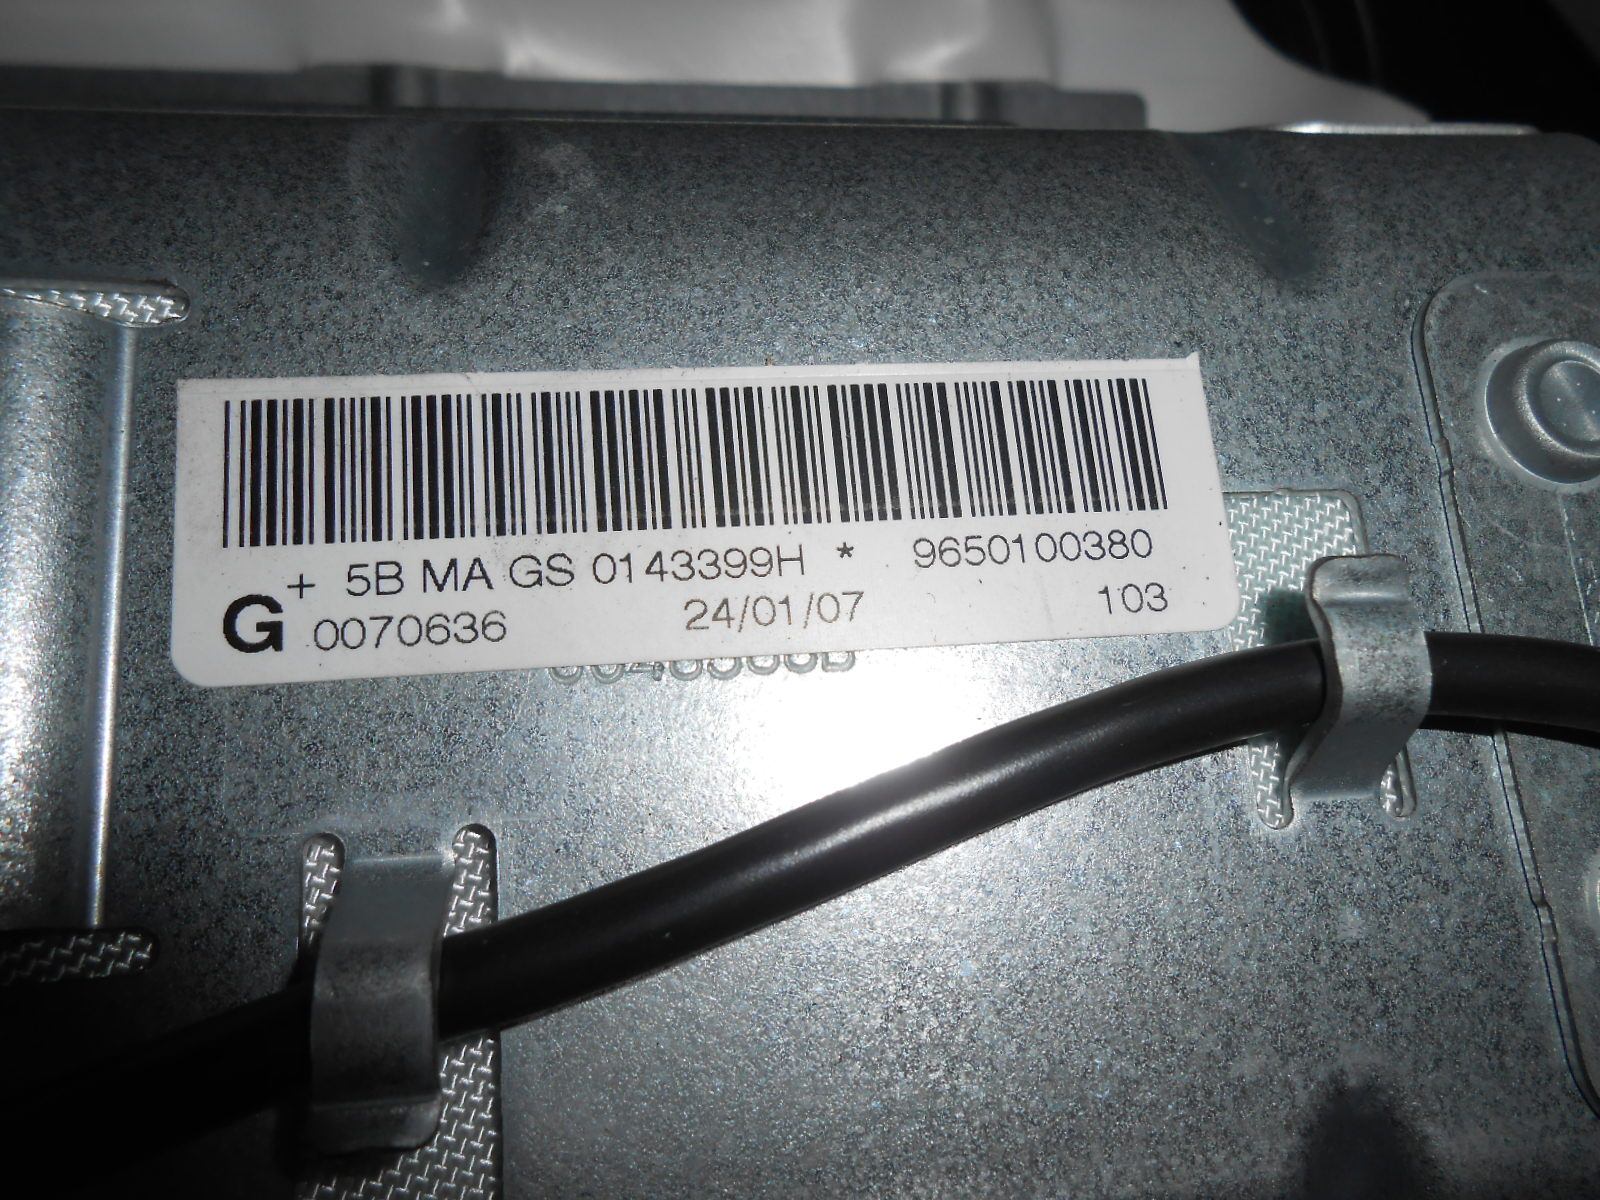 + 5B MA GS 0143399H * 9650100380
G 0070636 24/01/07 103